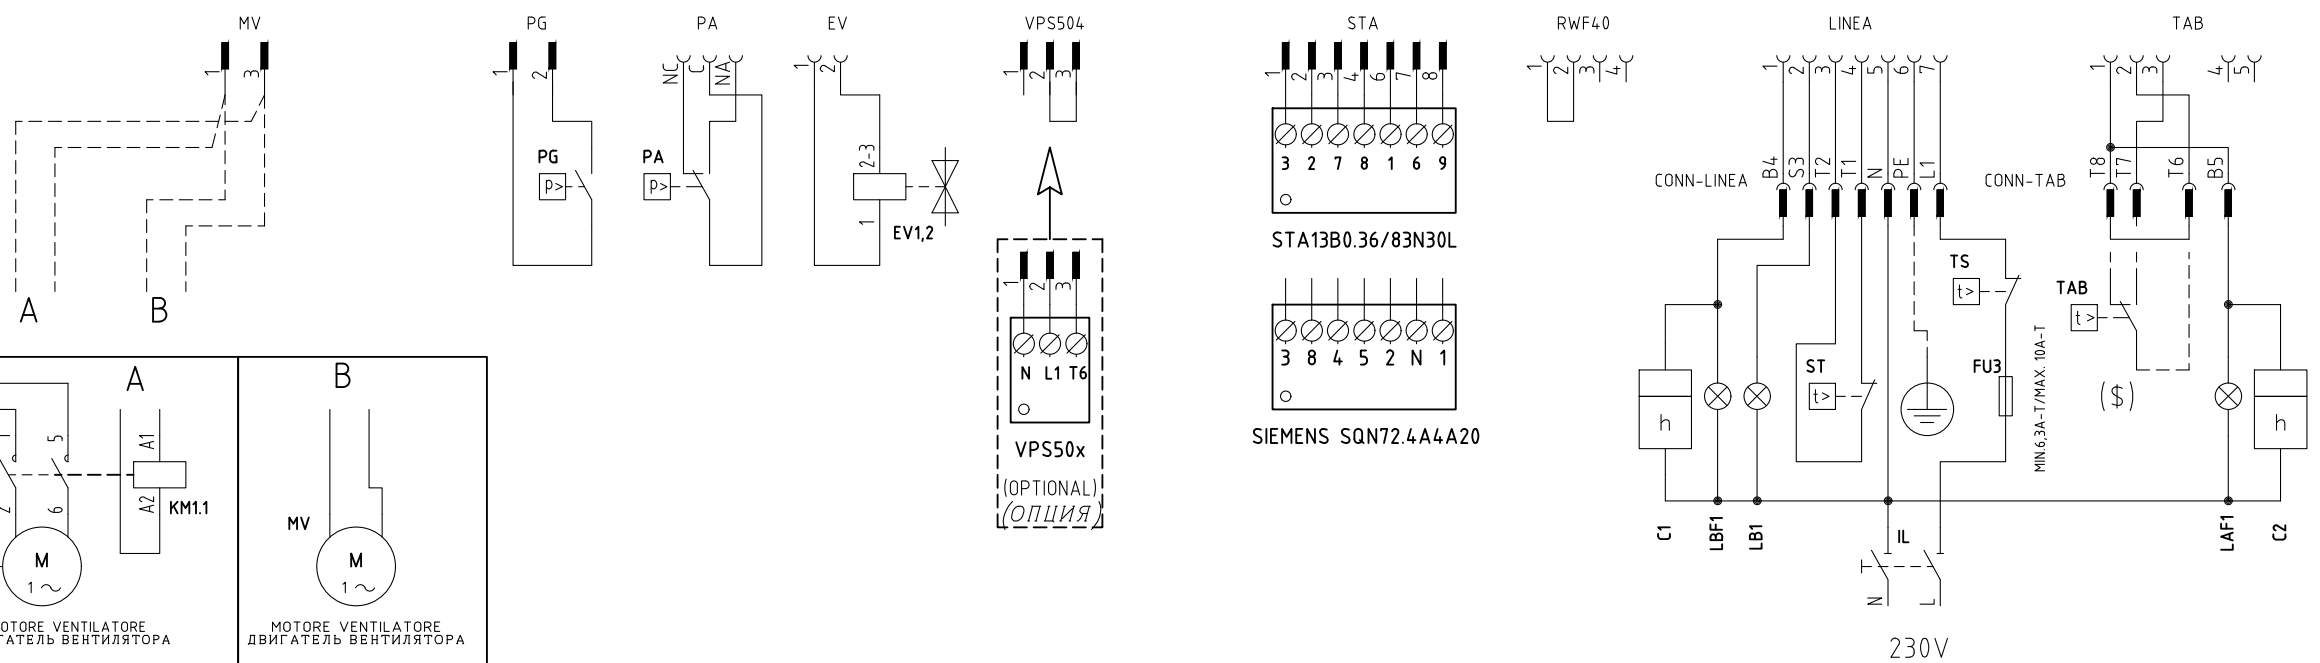 MV
PG
PA
EV
VPS504
STA
RWF40
LINEA
TAB
1
3
1
2
NC
C
NA
1
2
1
2
3
1
2
3
4
6
7
8
1
2
3
4
1
2
3
4
5
6
7
1
2
3
4
5
PG
P>
PA
P>
2-3
1
EV1,2
3 2 7 8 1 6 9
STA13B0.36/83N30L
CONN-LINEA
B4
S3
T2
T1
N
PE
L1
CONN-TAB
T8
T7
T6
B5
A
B
1
2
3
N L1 T6
VPS50x
(OPTIONAL)
(ОПЦИЯ)
3 8 4 5 2 N 1
SIEMENS SQN72.4A4A20
TS
t>
ST
t>
FU3
MIN.6,3A-T/MAX. 10A-T
TAB
t>
($)
h
h
C1
LBF1
LB1
IL
LAF1
C2
N
L
230V
A
1
5
2
6
A1
A2
KM1.1
M
1~
OTORE VENTILATORE
ГАТЕЛЬ ВЕНТИЛЯТОРА
B
MV
M
1~
MOTORE VENTILATORE
ДВИГАТЕЛЬ ВЕНТИЛЯТОРА